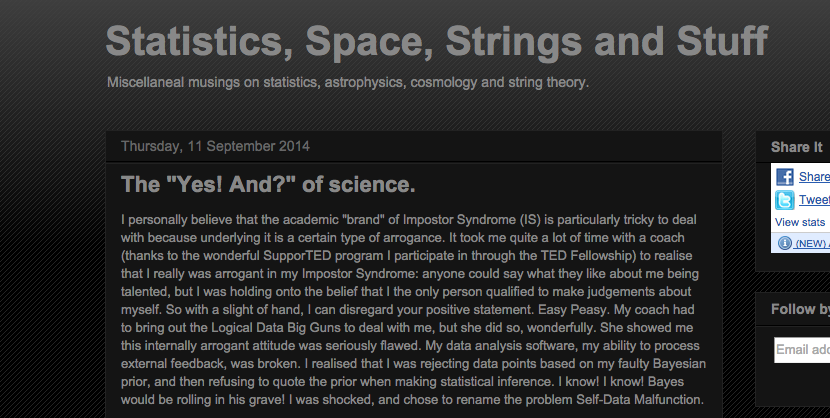 Statistics, Space, Strings and Stuff
Miscellaneal musings on statistics, astrophysics, cosmology and string theory.
Thursday, 11 September 2014
The "Yes! And?" of science.
I personally believe that the academic "brand" of Impostor Syndrome (IS) is particularly tricky to deal
with because underlying it is a certain type of arrogance. It took me quite a lot of time with a coach
(thanks to the wonderful SupporTED program I participate in through the TED Fellowship) to realise
that I really was arrogant in my Impostor Syndrome: anyone could say what they like about me being
talented, but I was holding onto the belief that I the only person qualified to make judgements about
myself. So with a slight of hand, I can disregard your positive statement. Easy Peasy. My coach had
to bring out the Logical Data Big Guns to deal with me, but she did so, wonderfully. She showed me
this internally arrogant attitude was seriously flawed. My data analysis software, my ability to process
external feedback, was broken. I realised that I was rejecting data points based on my faulty Bayesian
prior, and then refusing to quote the prior when making statistical inference. I know! I know! Bayes
would be rolling in his grave! I was shocked, and chose to rename the problem Self-Data Malfunction.
Share It
Share
Tweet
View stats
(NEW)
Follow by
Email add